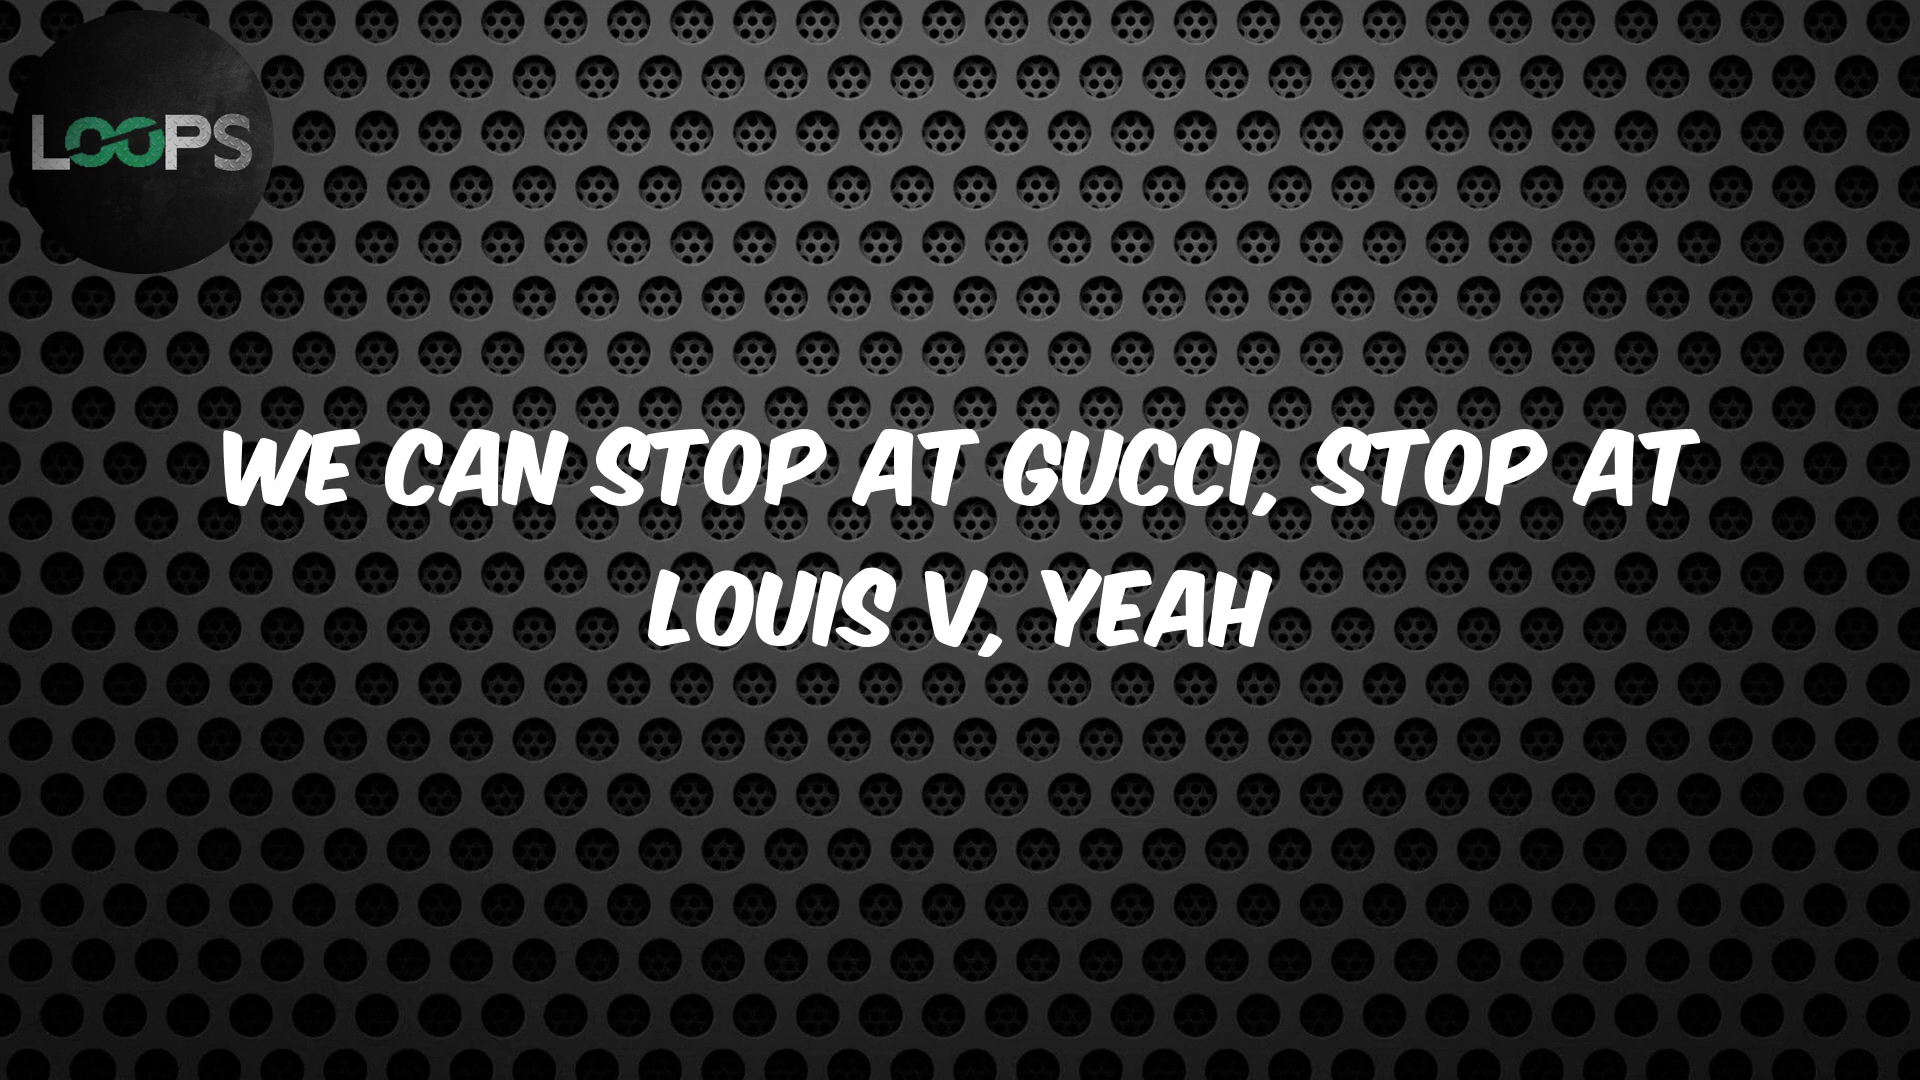 LOOPS
WE CAN STOP AT GUCCI, STOP AT
LOUIS V, YEAH